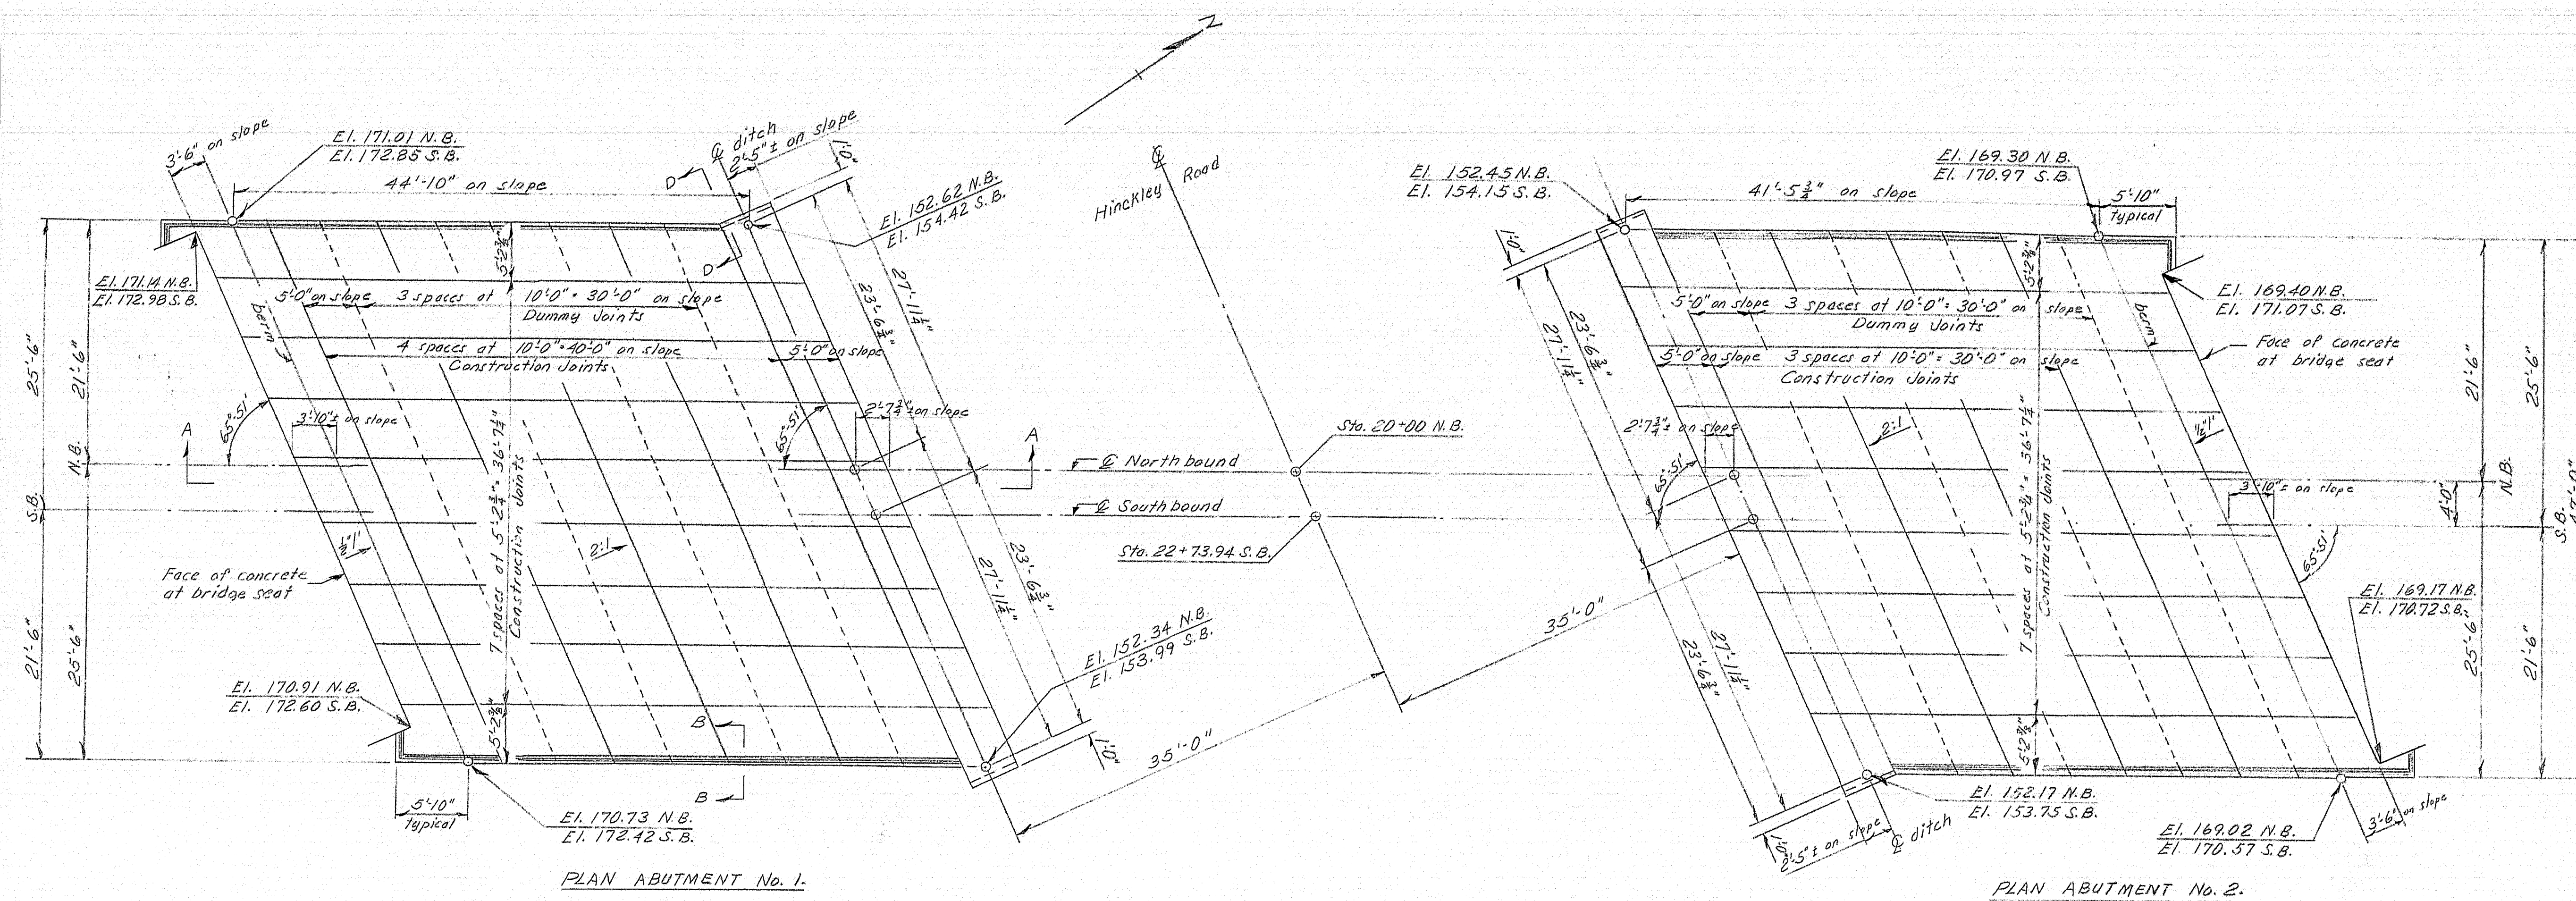 Z
3'-6" on slope
El. 171.01 N.B.
El. 172.85 S.B.
44'-10" on slope
℄ ditch
2'-5"± on slope
1'-0"
D
D
El. 152.62 N.B.
El. 154.42 S.B.
El. 171.14 N.B.
El. 172.98 S.B.
5'-2¾"
5'-0" on slope 3 spaces at 10'-0" = 30'-0" on slope
Dummy Joints
berm
4 spaces at 10'-0" = 40'-0" on slope
Construction Joints
5'-0" on slope
23'-6¾"
27'-11¼"
25'-6"
21'-6"
65°-51'
3'-10"± on slope
65°-51'
2'-7¾"± on slope
A
A
N.B.
S.B.
7 spaces at 5'-2¾" = 36'-7¼"
Construction Joints
½":1'
2:1
Face of concrete
at bridge seat
23'-6¾"
27'-11¼"
21'-6"
25'-6"
El. 170.91 N.B.
El. 172.60 S.B.
El. 152.34 N.B.
El. 153.99 S.B.
5'-2¾"
B
B
1'-0"
5'-10"
typical
El. 170.73 N.B.
El. 172.42 S.B.
35'-0"
PLAN ABUTMENT No. 1.
℄
Hinckley Road
Sta. 20+00 N.B.
℄ Northbound
℄ Southbound
Sta. 22+73.94 S.B.
35'-0"
El. 152.45 N.B.
El. 154.15 S.B.
El. 169.30 N.B.
El. 170.97 S.B.
41'-5¾" on slope
5'-10"
typical
1'-0"
5'-2¾"
5'-0" on slope 3 spaces at 10'-0" = 30'-0" on slope
Dummy Joints
berm
El. 169.40 N.B.
El. 171.07 S.B.
5'-0" on slope 3 spaces at 10'-0" = 30'-0" on slope
Construction Joints
Face of concrete
at bridge seat
23'-6¾"
27'-11¼"
21'-6"
25'-6"
2'-7¾"± on slope
2:1
½":1'
65°-51'
3'-10"± on slope
4'-0"
N.B.
S.B.
47'-0"
7 spaces at 5'-2¾" = 36'-7¼"
Construction Joints
65°-51'
El. 169.17 N.B.
El. 170.72 S.B.
27'-11¼"
23'-6¾"
25'-6"
21'-6"
5'-2¾"
El. 152.17 N.B.
El. 153.75 S.B.
1'-0"
2'-5"± on slope
℄ ditch
El. 169.02 N.B.
El. 170.57 S.B.
3'-6" on slope
PLAN ABUTMENT No. 2.